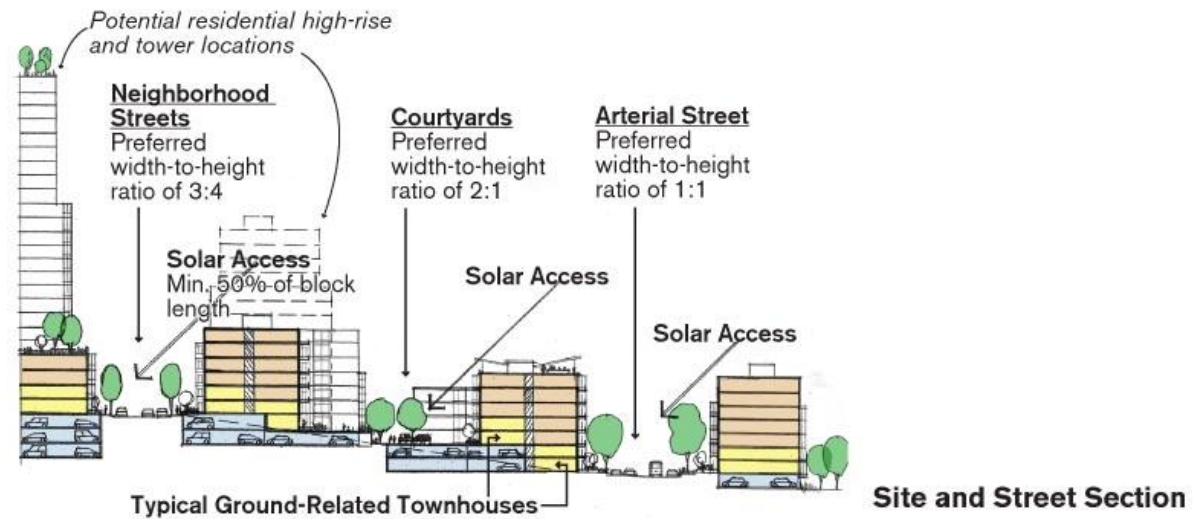 Potential residential high-rise
and tower locations
Neighborhood
Streets
Preferred
width-to-height
ratio of 3:4
Courtyards
Preferred
width-to-height
ratio of 2:1
Arterial Street
Preferred
width-to-height
ratio of 1:1
Solar Access
Min. 50% of block
length
Solar Access
Solar Access
Typical Ground-Related Townhouses
Site and Street Section